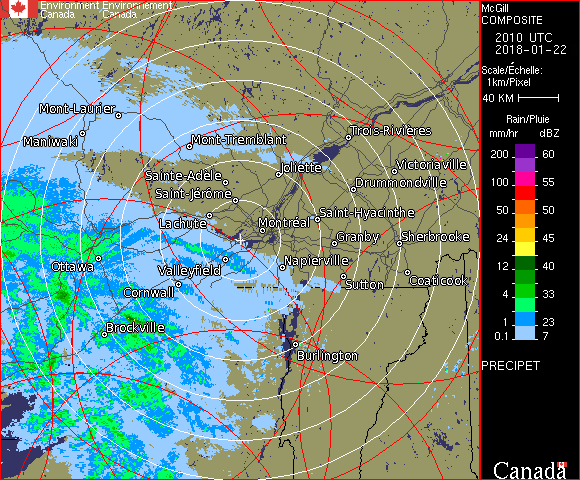 Environment Environment
Canada Canada
McGill
COMPOSITE
2010 UTC
2018-01-22
Scale/Échelle:
1km/Pixel
40 KM
Rain/Pluie
mm/hr dBZ
200 60
100 55
50 50
24 45
12 40
4 33
1 23
0.1 7
PRECIPET
Canada
Mont-Laurier
Maniwaki
Mont-Tremblant
Trois-Rivières
Joliette
Victoriaville
Sainte-Adèle
Drummondville
Saint-Jérôme
Saint-Hyacinthe
Lachute
Montréal
Granby
Sherbrooke
Ottawa
Valleyfield
Napierville
Coaticook
Sutton
Cornwall
Brockville
Burlington